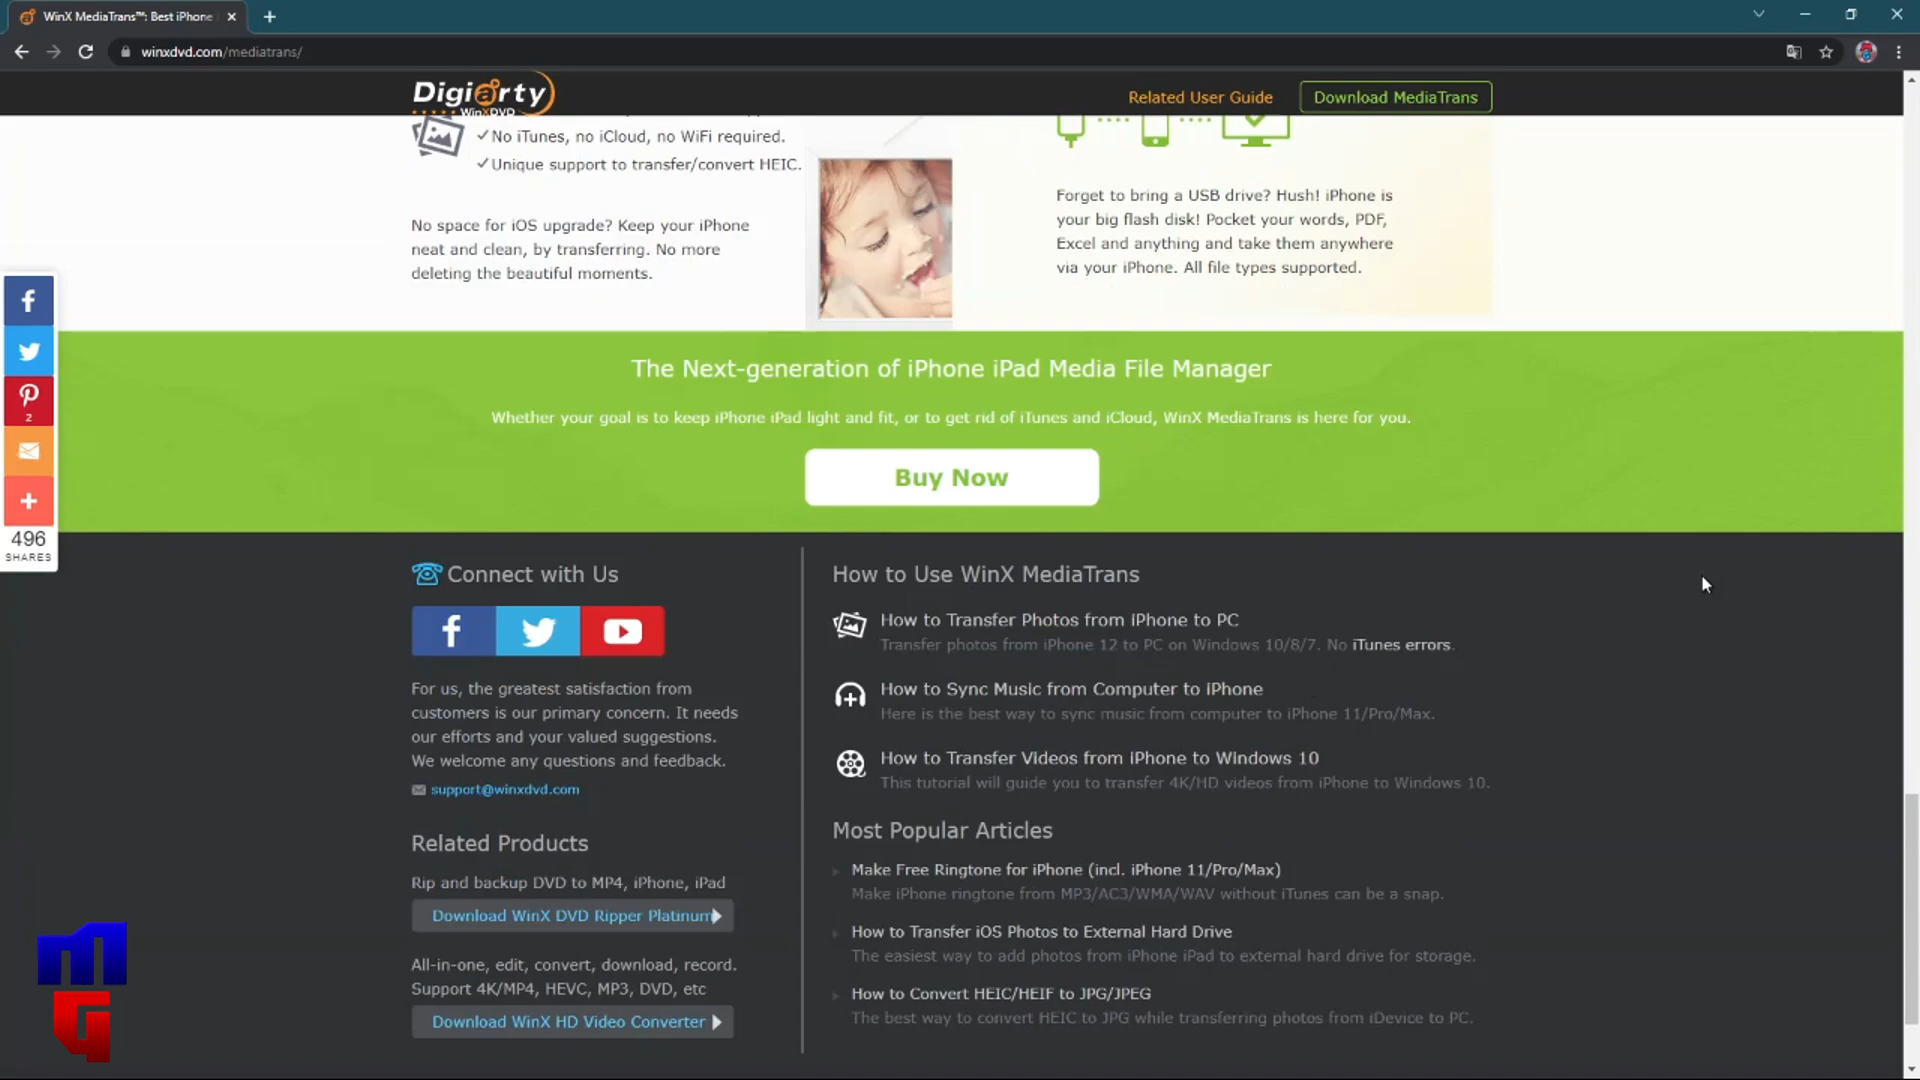 WinX MediaTrans™: Best iPhone
winxdvd.com/mediatrans/
Digiarty
WinXDVD
Related User Guide
Download MediaTrans
✓No iTunes, no iCloud, no WiFi required.
✓Unique support to transfer/convert HEIC.
No space for iOS upgrade? Keep your iPhone
neat and clean, by transferring. No more
deleting the beautiful moments.
Forget to bring a USB drive? Hush! iPhone is
your big flash disk! Pocket your words, PDF,
Excel and anything and take them anywhere
via your iPhone. All file types supported.
2
496
SHARES
The Next-generation of iPhone iPad Media File Manager
Whether your goal is to keep iPhone iPad light and fit, or to get rid of iTunes and iCloud, WinX MediaTrans is here for you.
Buy Now
Connect with Us
For us, the greatest satisfaction from
customers is our primary concern. It needs
our efforts and your valued suggestions.
We welcome any questions and feedback.
support@winxdvd.com
Related Products
Rip and backup DVD to MP4, iPhone, iPad
Download WinX DVD Ripper Platinum
All-in-one, edit, convert, download, record.
Support 4K/MP4, HEVC, MP3, DVD, etc
Download WinX HD Video Converter
How to Use WinX MediaTrans
How to Transfer Photos from iPhone to PC
Transfer photos from iPhone 12 to PC on Windows 10/8/7. No iTunes errors.
How to Sync Music from Computer to iPhone
Here is the best way to sync music from computer to iPhone 11/Pro/Max.
How to Transfer Videos from iPhone to Windows 10
This tutorial will guide you to transfer 4K/HD videos from iPhone to Windows 10.
Most Popular Articles
Make Free Ringtone for iPhone (incl. iPhone 11/Pro/Max)
Make iPhone ringtone from MP3/AC3/WMA/WAV without iTunes can be a snap.
How to Transfer iOS Photos to External Hard Drive
The easiest way to add photos from iPhone iPad to external hard drive for storage.
How to Convert HEIC/HEIF to JPG/JPEG
The best way to convert HEIC to JPG while transferring photos from iDevice to PC.
MG